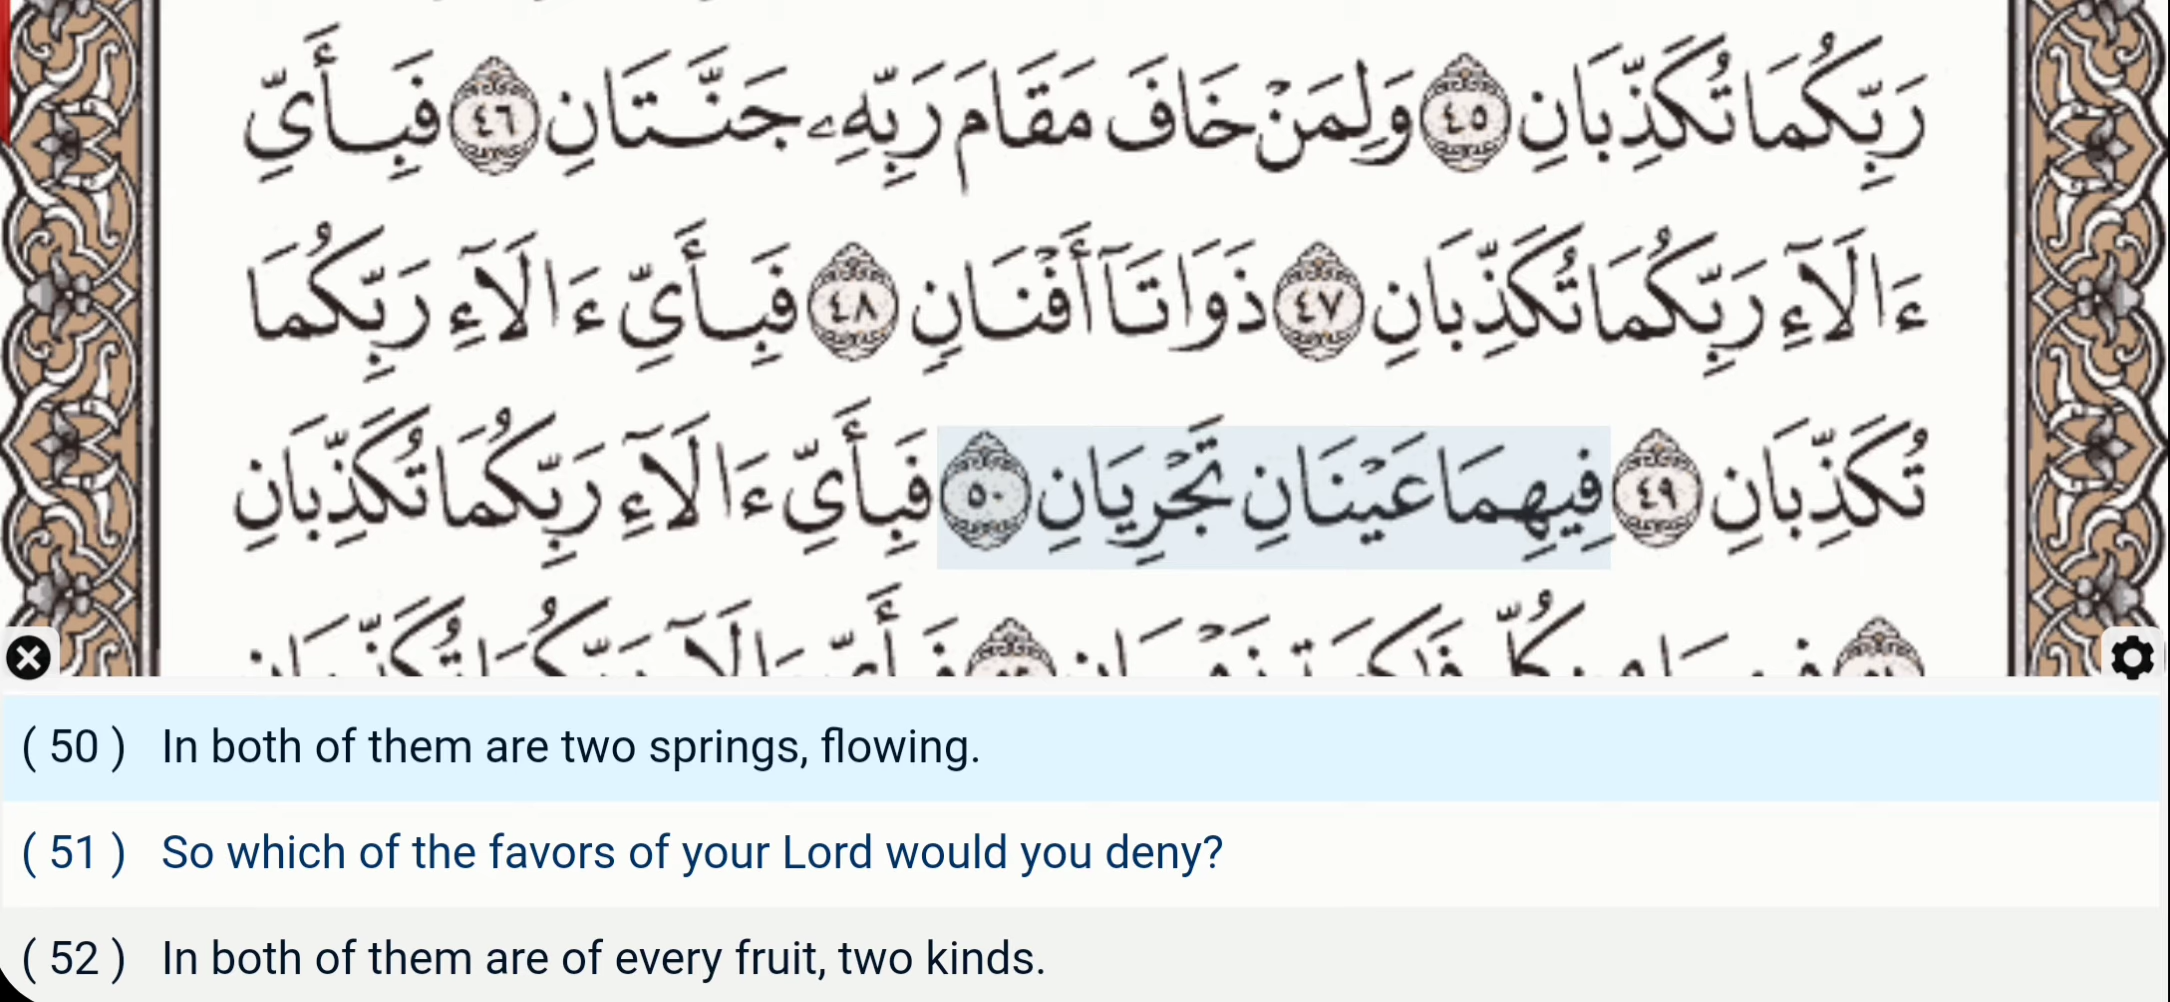 رَبِّكُمَا تُكَذِّبَانِ ٤٥ وَلِمَنْ خَافَ مَقَامَ رَبِّهِۦ جَنَّتَانِ ٤٦ فَبِأَىِّ
ءَالَآءِ رَبِّكُمَا تُكَذِّبَانِ ٤٧ ذَوَاتَآ أَفْنَانٍ ٤٨ فَبِأَىِّ ءَالَآءِ رَبِّكُمَا
تُكَذِّبَانِ ٤٩ فِيهِمَا عَيْنَانِ تَجْرِيَانِ ٥٠ فَبِأَىِّ ءَالَآءِ رَبِّكُمَا تُكَذِّبَانِ
( 50 ) In both of them are two springs, flowing.
( 51 ) So which of the favors of your Lord would you deny?
( 52 ) In both of them are of every fruit, two kinds.